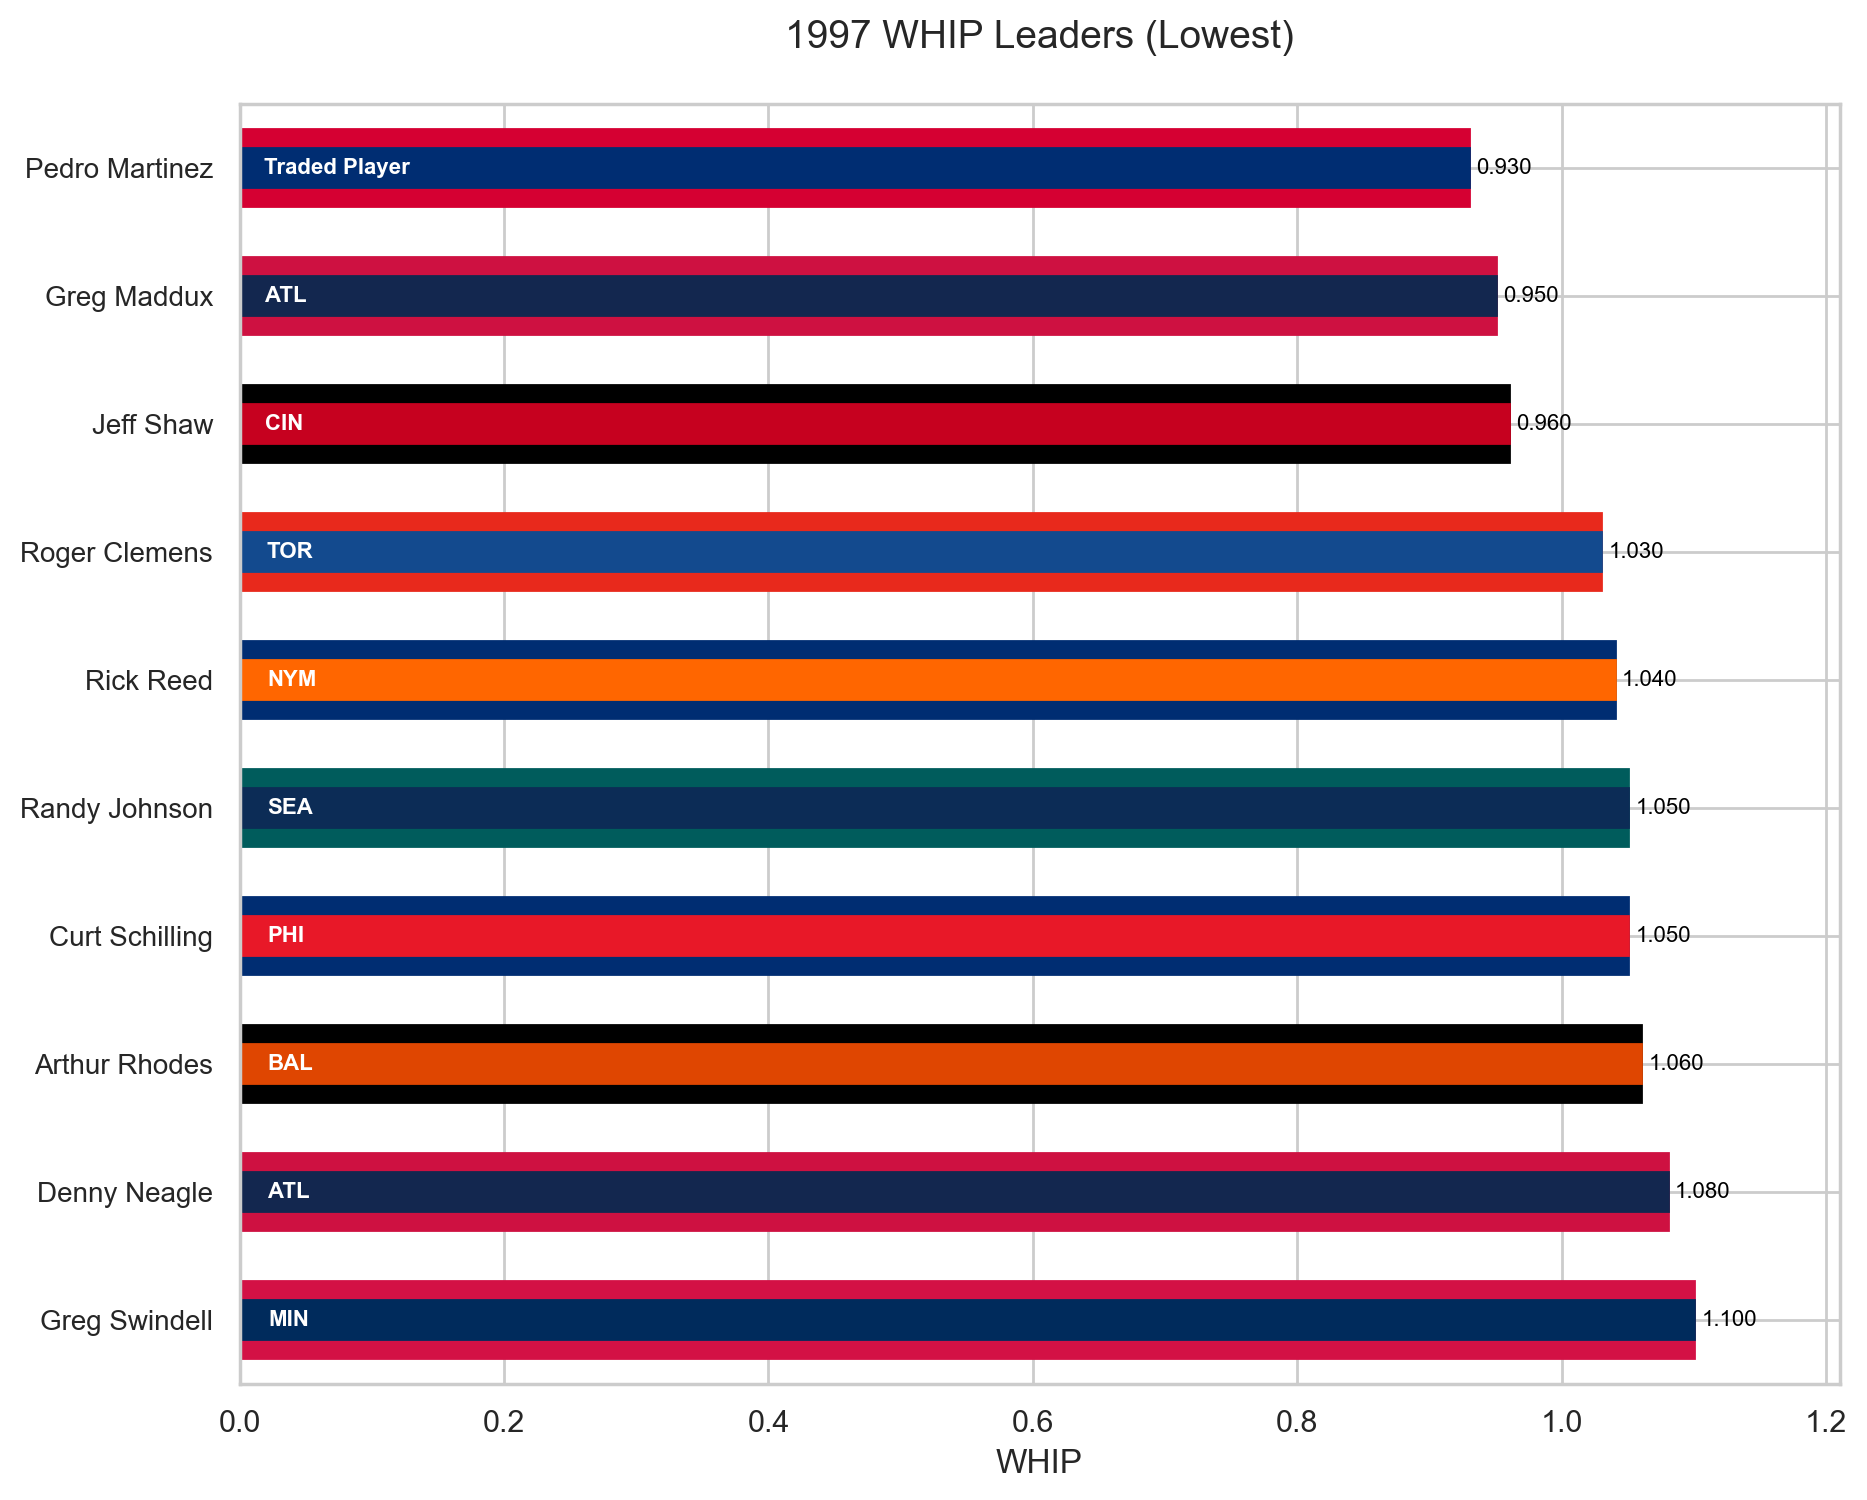 1997 WHIP Leaders (Lowest)
Pedro Martinez Traded Player 0.930
Greg Maddux ATL 0.950
Jeff Shaw CIN 0.960
Roger Clemens TOR 1.030
Rick Reed NYM 1.040
Randy Johnson SEA 1.050
Curt Schilling PHI 1.050
Arthur Rhodes BAL 1.060
Denny Neagle ATL 1.080
Greg Swindell MIN 1.100
0.0 0.2 0.4 0.6 0.8 1.0 1.2
WHIP